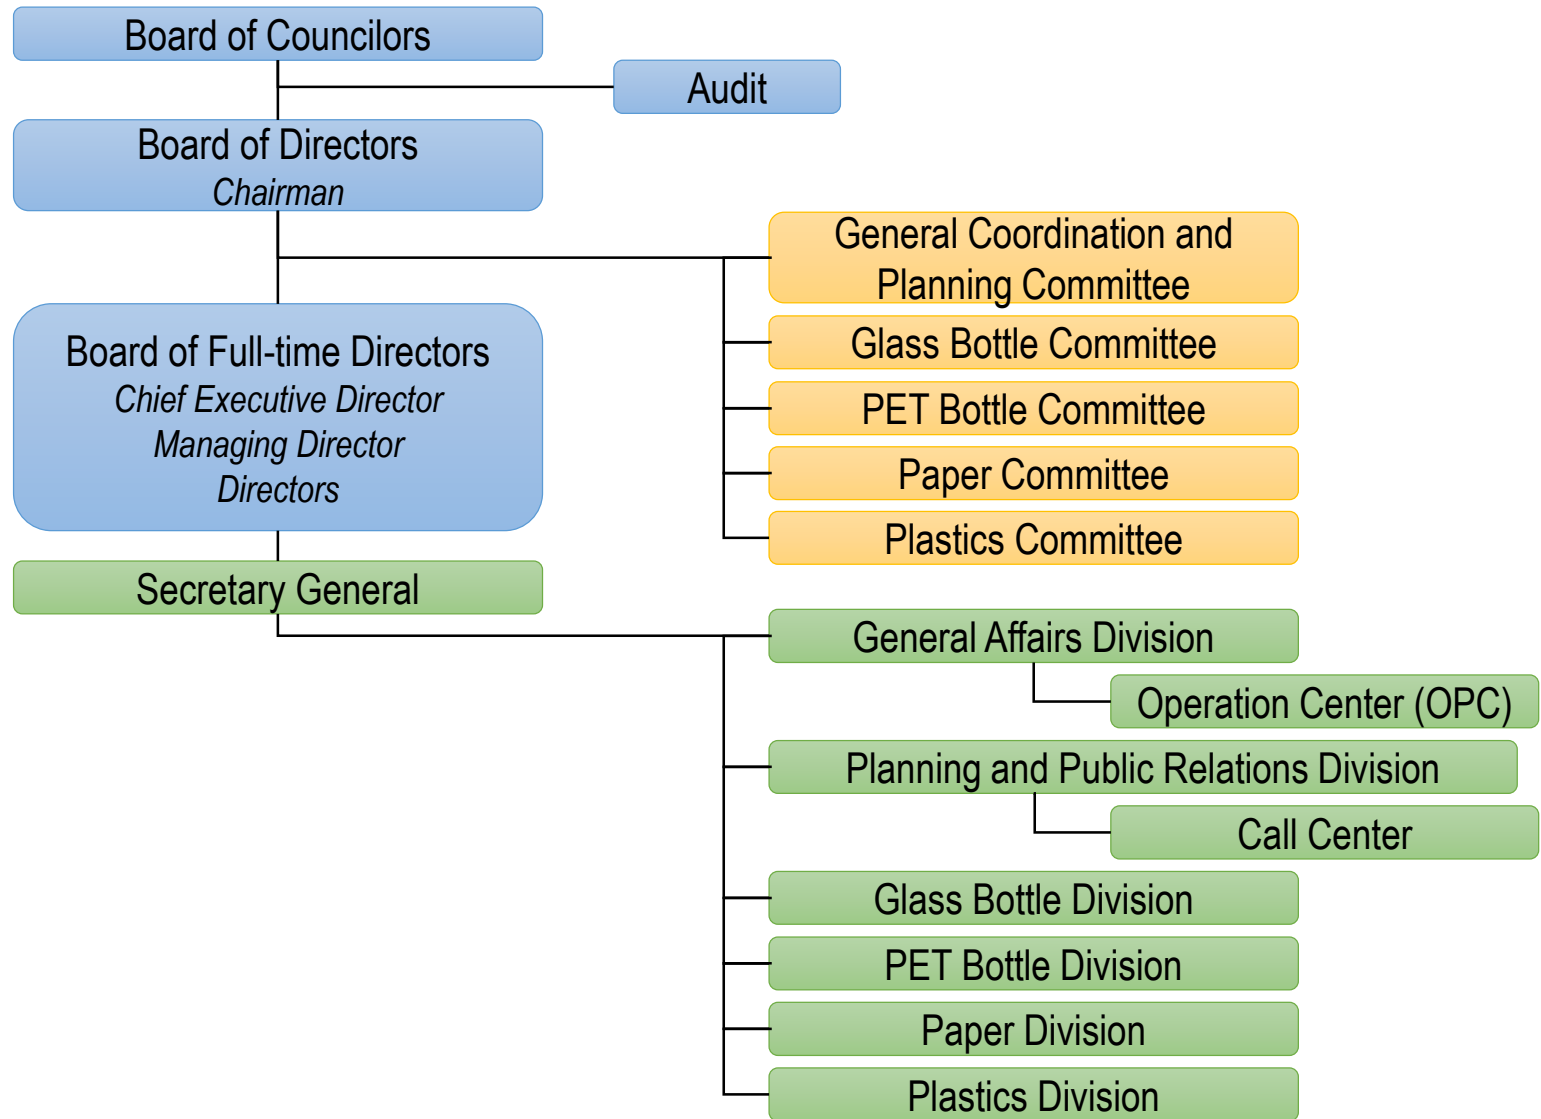 Board of Councilors
Audit
Board of Directors
Chairman
General Coordination and
Planning Committee
Board of Full-time Directors
Chief Executive Director
Managing Director
Directors
Glass Bottle Committee
PET Bottle Committee
Paper Committee
Plastics Committee
Secretary General
General Affairs Division
Operation Center (OPC)
Planning and Public Relations Division
Call Center
Glass Bottle Division
PET Bottle Division
Paper Division
Plastics Division